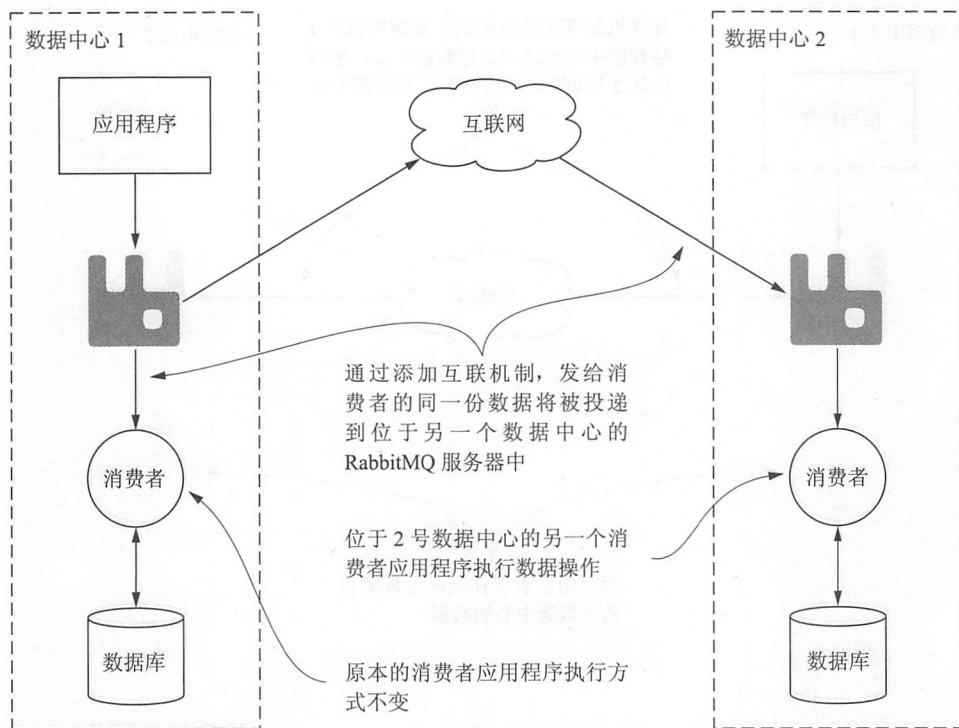 数据中心 1
数据中心 2
应用程序
互联网
通过添加互联机制，发给消
费者的同一份数据将被投递
到位于另一个数据中心的
RabbitMQ 服务器中
消费者
消费者
位于 2 号数据中心的另一个消
费者应用程序执行数据操作
数据库
数据库
原本的消费者应用程序执行方
式不变